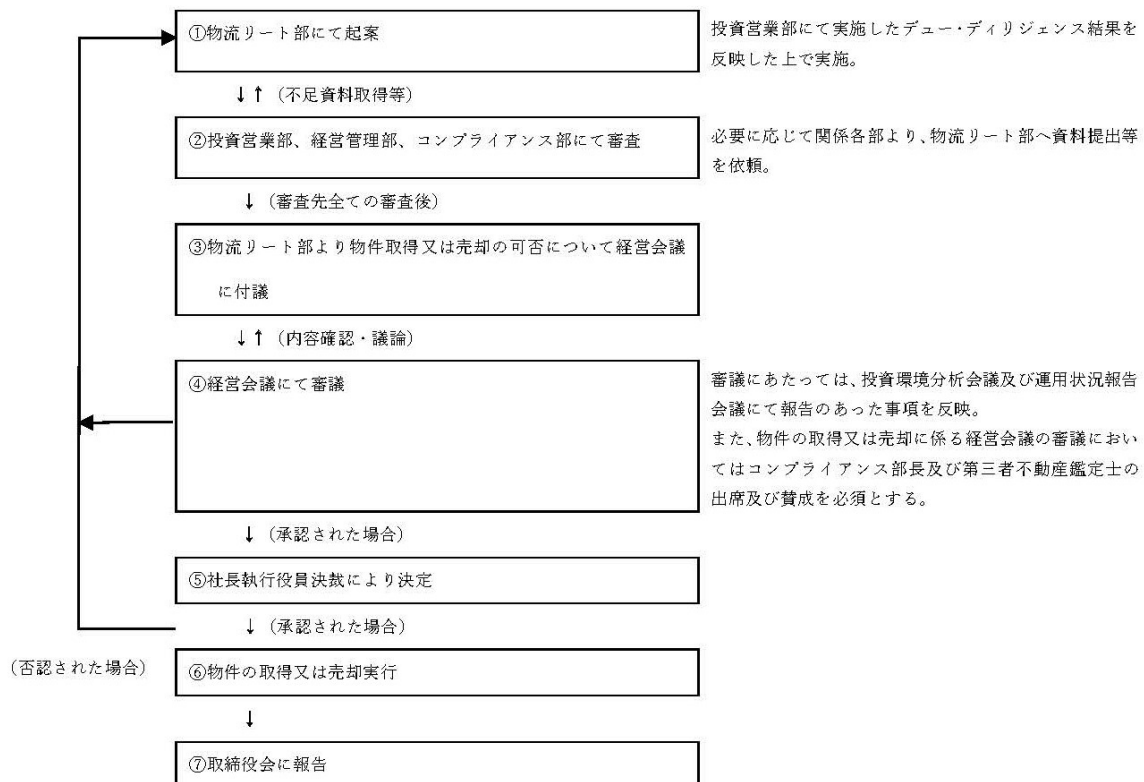 ①物流リート部にて起案
投資営業部にて実施したデュー・ディリジェンス結果を
反映した上で実施。
↓↑（不足資料取得等）
②投資営業部、経営管理部、コンプライアンス部にて審査
必要に応じて関係各部より、物流リート部へ資料提出等
を依頼。
↓（審査先全ての審査後）
③物流リート部より物件取得又は売却の可否について経営会議
に付議
↓↑（内容確認・議論）
④経営会議にて審議
審議にあたっては、投資環境分析会議及び運用状況報告
会議にて報告のあった事項を反映。
また、物件の取得又は売却に係る経営会議の審議におい
てはコンプライアンス部長及び第三者不動産鑑定士の
出席及び賛成を必須とする。
↓（承認された場合）
⑤社長執行役員決裁により決定
↓（承認された場合）
（否認された場合）
⑥物件の取得又は売却実行
↓
⑦取締役会に報告